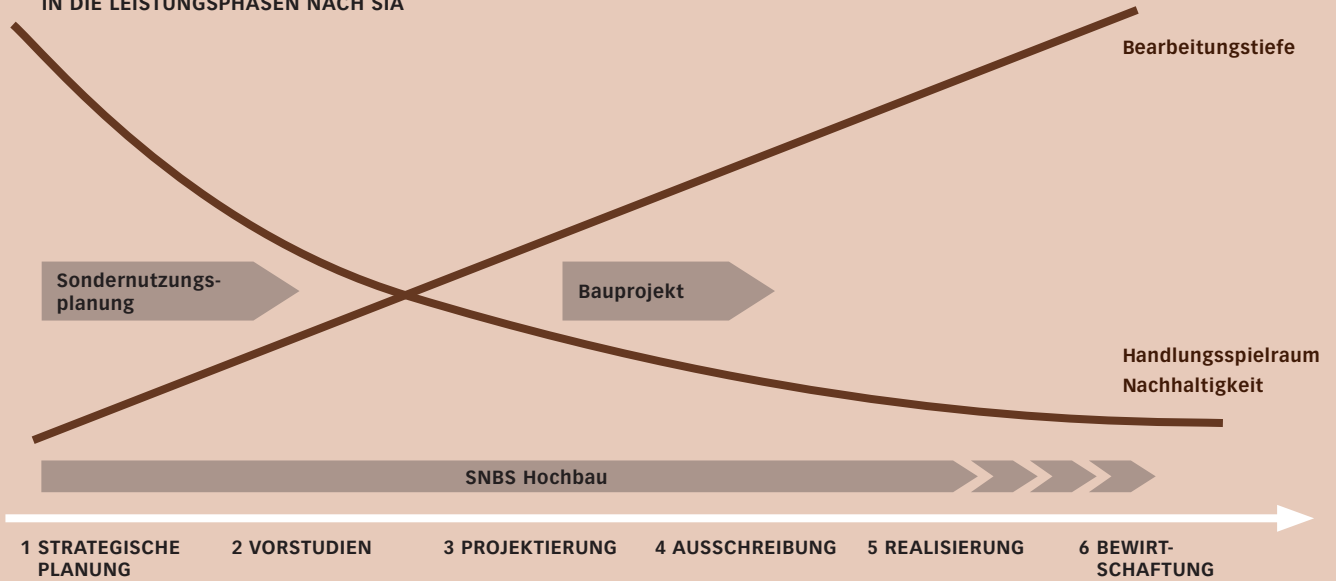 IN DIE LEISTUNGSPHASEN NACH SIA
Bearbeitungstiefe
Sondernutzungs-
planung
Bauprojekt
Handlungsspielraum
Nachhaltigkeit
SNBS Hochbau
1 STRATEGISCHE
PLANUNG
2 VORSTUDIEN
3 PROJEKTIERUNG
4 AUSSCHREIBUNG
5 REALISIERUNG
6 BEWIRT-
SCHAFTUNG